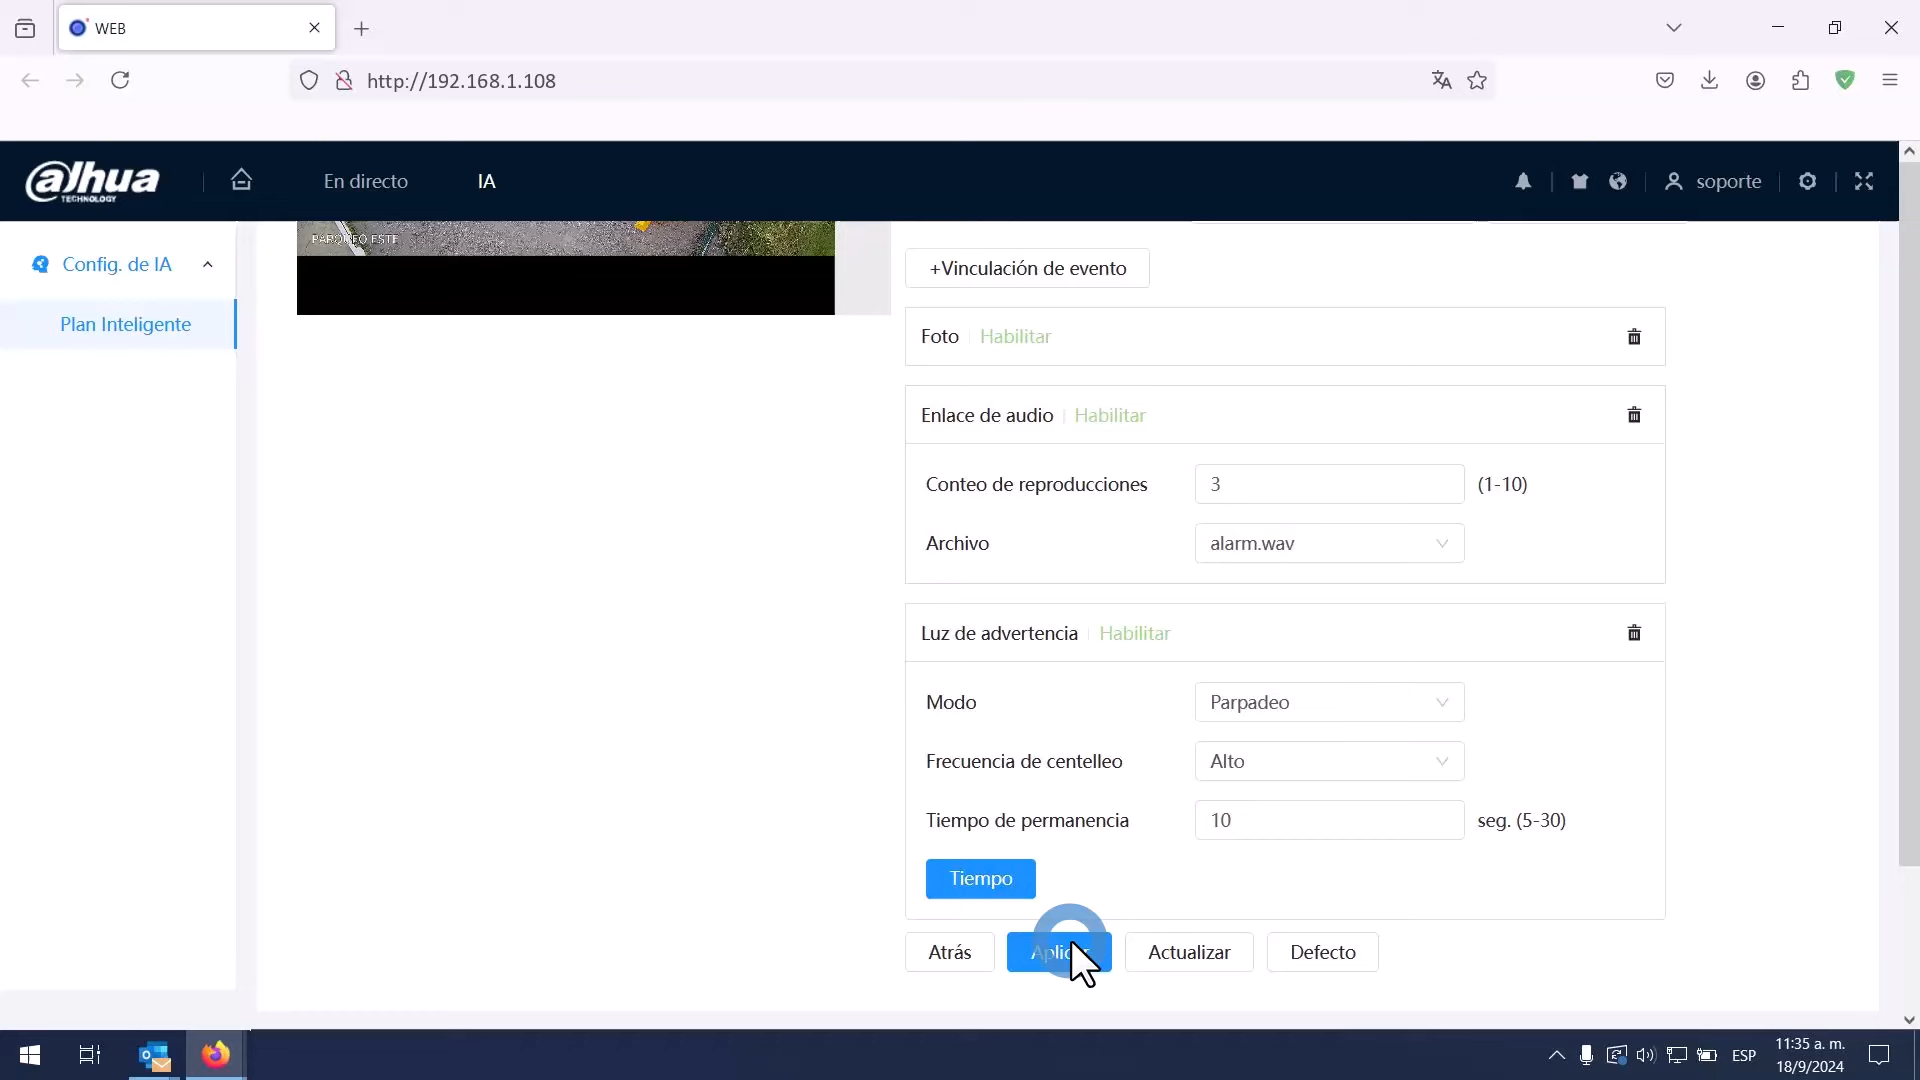 WEB
http://192.168.1.108
alhua
TECHNOLOGY
En directo
IA
soporte
Config. de IA
Plan Inteligente
PARQUEO ESTE
+Vinculación de evento
Foto Habilitar
Enlace de audio Habilitar
Conteo de reproducciones 3 (1-10)
Archivo alarm.wav
Luz de advertencia Habilitar
Modo Parpadeo
Frecuencia de centelleo Alto
Tiempo de permanencia 10 seg. (5-30)
Tiempo
Atrás Aplicar Actualizar Defecto
ESP
11:35 a. m.
18/9/2024